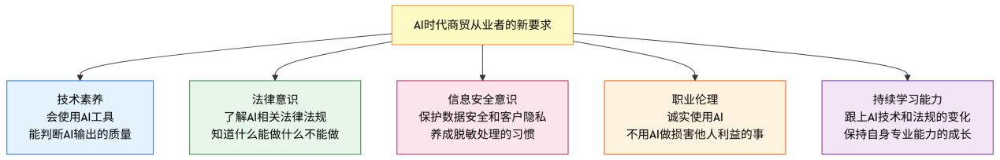 AI时代商贸从业者的新要求
技术素养
会使用AI工具
能判断AI输出的质量
法律意识
了解AI相关法律法规
知道什么能做什么不能做
信息安全意识
保护数据安全和客户隐私
养成脱敏处理的习惯
职业伦理
诚实使用AI
不用AI做损害他人利益的事
持续学习能力
跟上AI技术和法规的变化
保持自身专业能力的成长